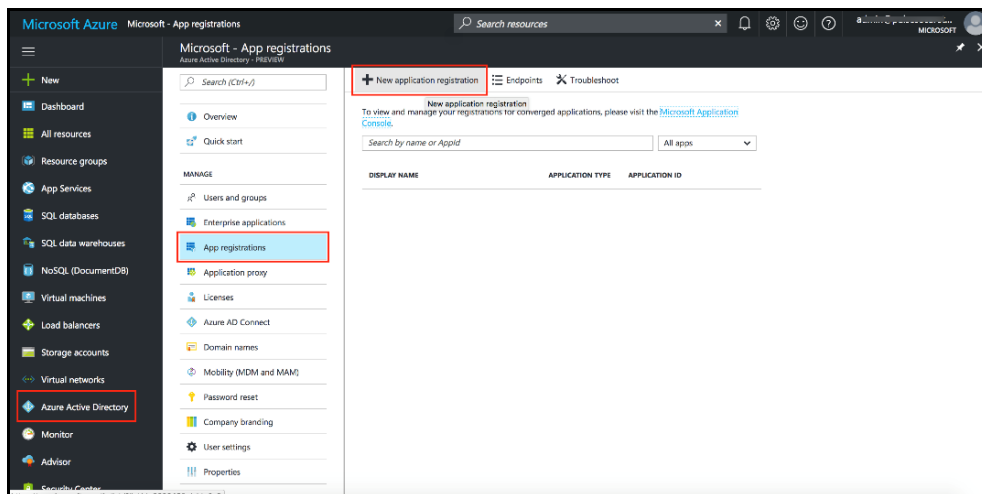 Microsoft Azure Microsoft - App registrations
Search resources
MICROSOFT
Microsoft - App registrations
Azure Active Directory - PREVIEW
New
Dashboard
All resources
Resource groups
App Services
SQL databases
SQL data warehouses
NoSQL (DocumentDB)
Virtual machines
Load balancers
Storage accounts
Virtual networks
Azure Active Directory
Monitor
Advisor
Security Center
Search (Ctrl+/)
Overview
Quick start
MANAGE
Users and groups
Enterprise applications
App registrations
Application proxy
Licenses
Azure AD Connect
Domain names
Mobility (MDM and MAM)
Password reset
Company branding
User settings
Properties
New application registration Endpoints Troubleshoot
New application registration
To view and manage your registrations for converged applications, please visit the Microsoft Application
Console.
Search by name or AppId All apps
DISPLAY NAME APPLICATION TYPE APPLICATION ID